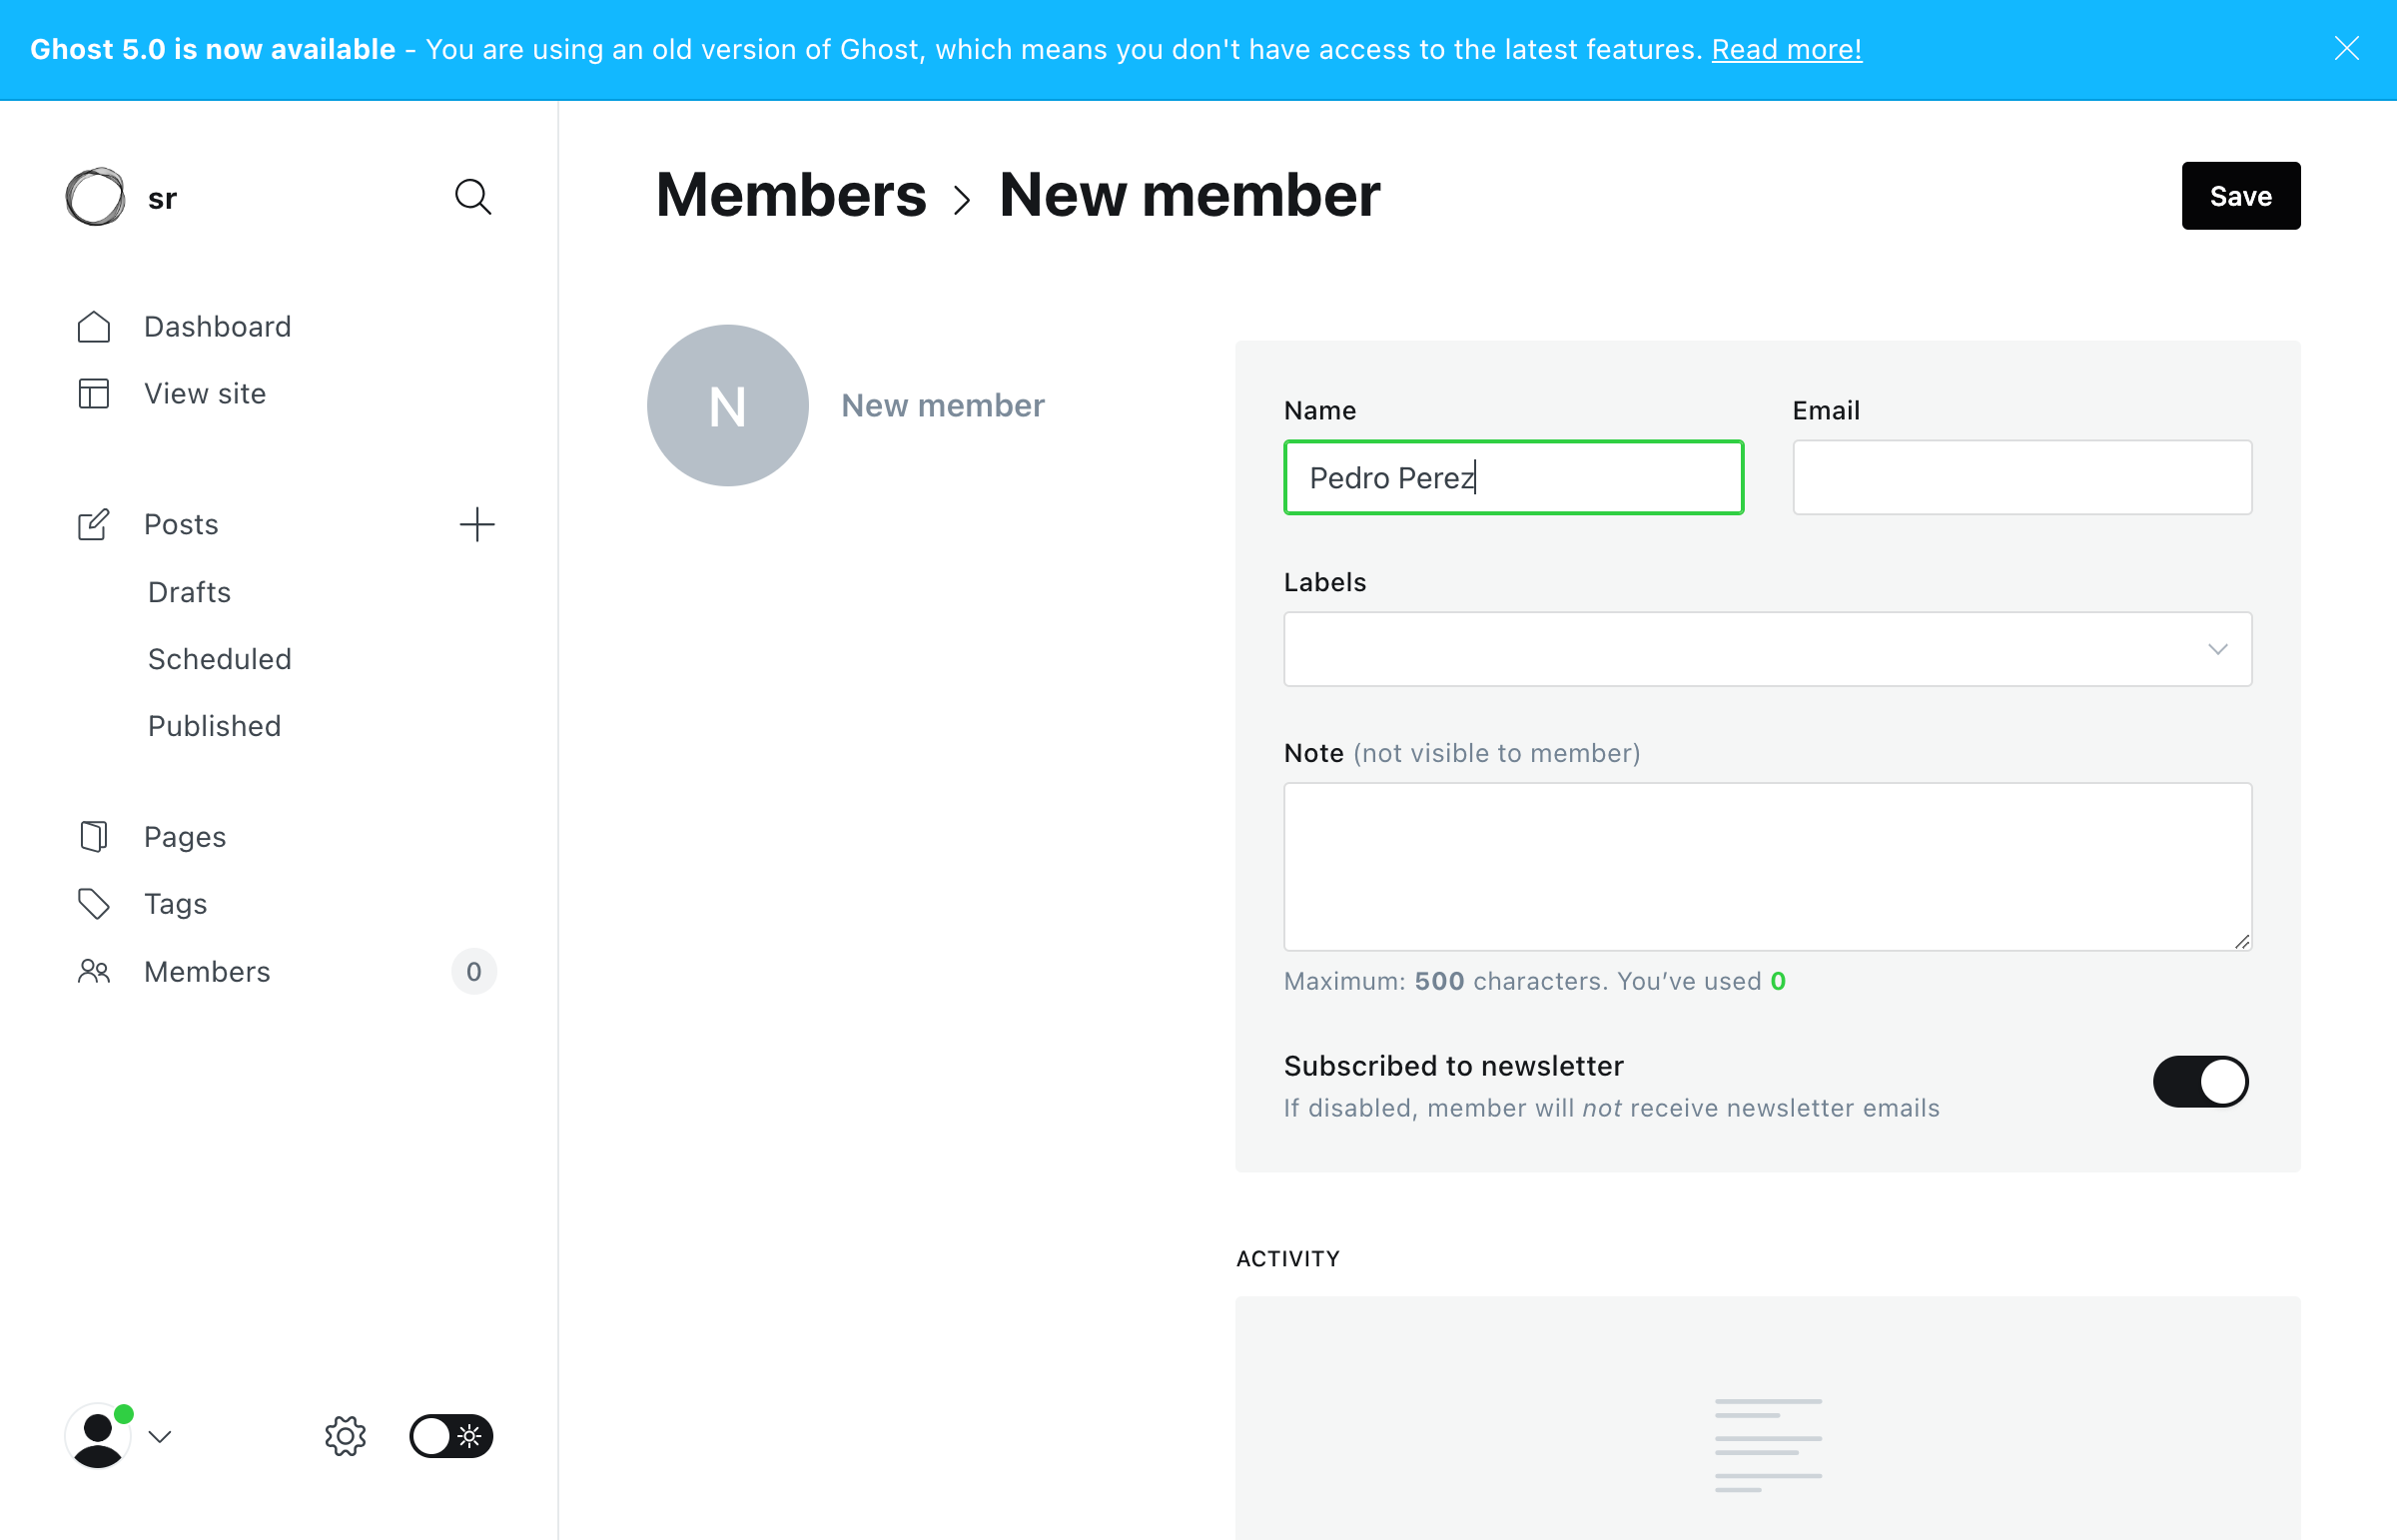 Ghost 5.0 is now available - You are using an old version of Ghost, which means you don't have access to the latest features. Read more!
sr
Members > New member
Save
Dashboard
View site
Posts
Drafts
Scheduled
Published
Pages
Tags
Members 0
N
New member
Name
Email
Pedro Perez
Labels
Note (not visible to member)
Maximum: 500 characters. You’ve used 0
Subscribed to newsletter
If disabled, member will not receive newsletter emails
ACTIVITY